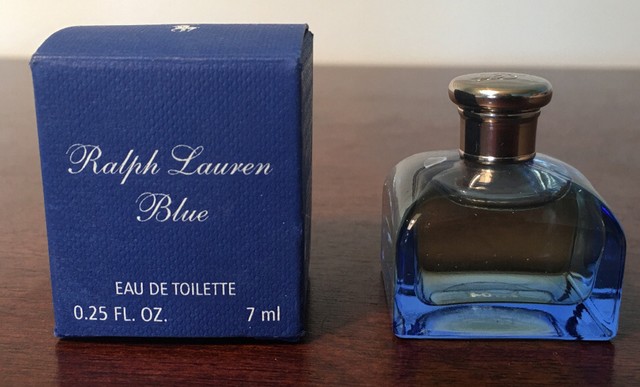 Ralph Lauren
Blue
EAU DE TOILETTE
0.25 FL. OZ. 7 ml